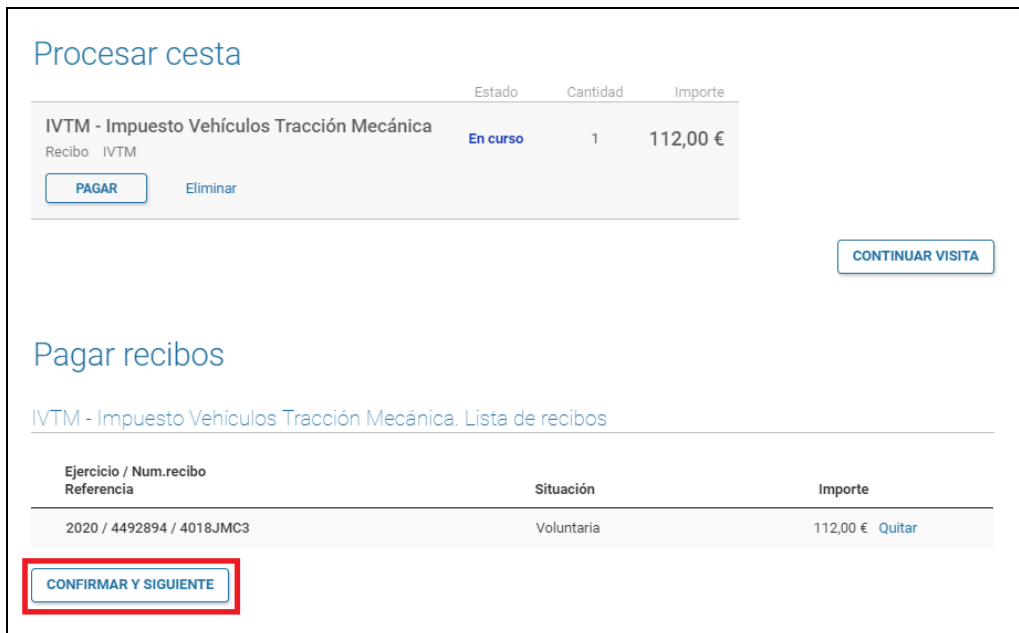 Procesar cesta
Estado Cantidad Importe
IVTM - Impuesto Vehículos Tracción Mecánica En curso 1 112,00 €
Recibo IVTM
PAGAR Eliminar
CONTINUAR VISITA
Pagar recibos
IVTM - Impuesto Vehículos Tracción Mecánica. Lista de recibos
Ejercicio / Num.recibo
Referencia Situación Importe
2020 / 4492894 / 4018JMC3 Voluntaria 112,00 € Quitar
CONFIRMAR Y SIGUIENTE